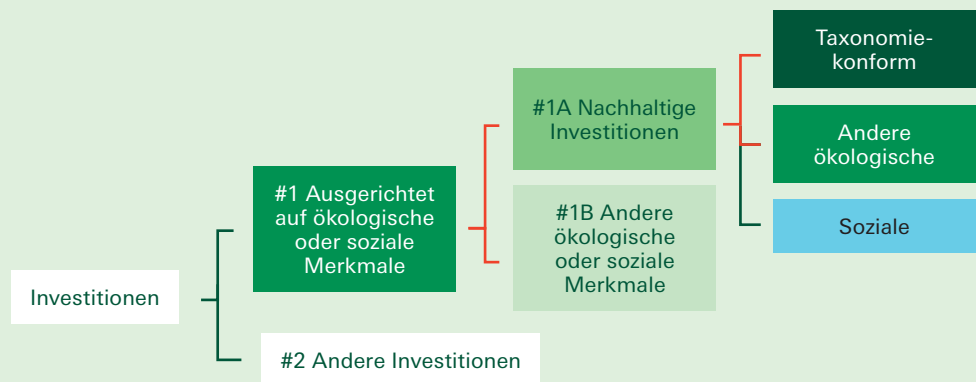 Investitionen
#1 Ausgerichtet
auf ökologische
oder soziale
Merkmale
#2 Andere Investitionen
#1A Nachhaltige
Investitionen
#1B Andere
ökologische
oder soziale
Merkmale
Taxonomie-
konform
Andere
ökologische
Soziale